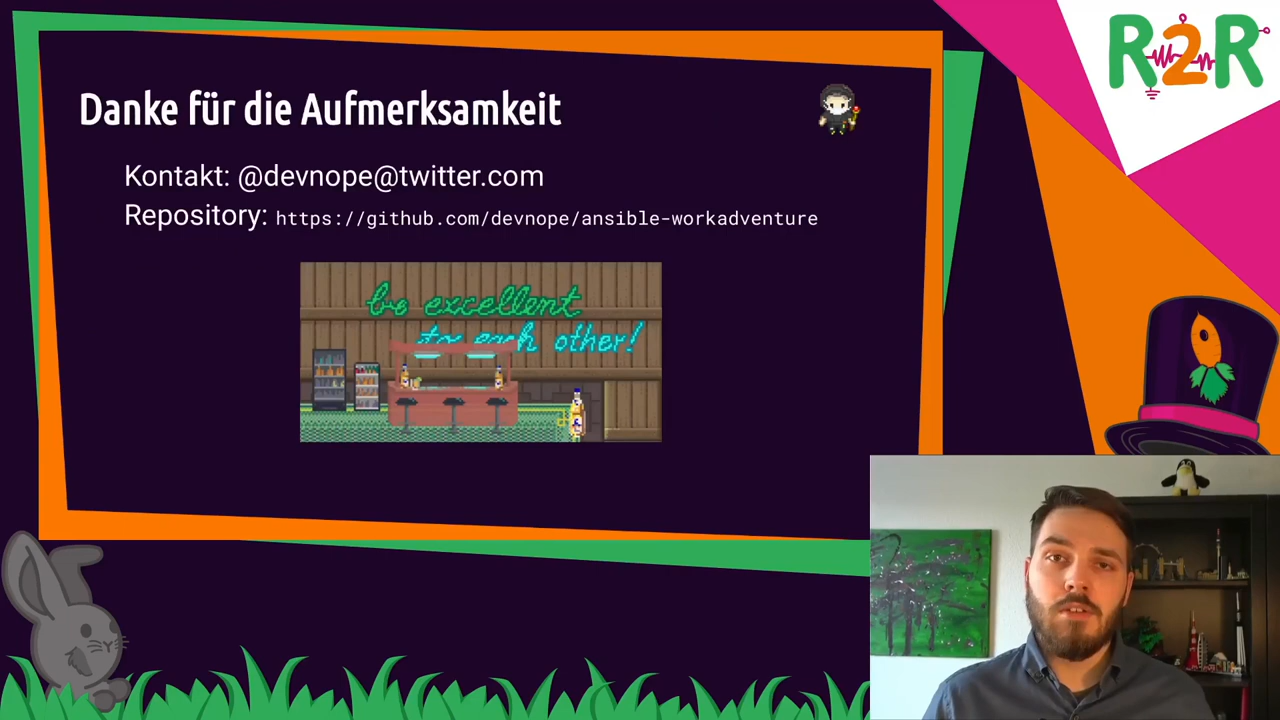 R2R
Danke für die Aufmerksamkeit
Kontakt: @devnope@twitter.com
Repository: https://github.com/devnope/ansible-workadventure
be excellent
to each other!